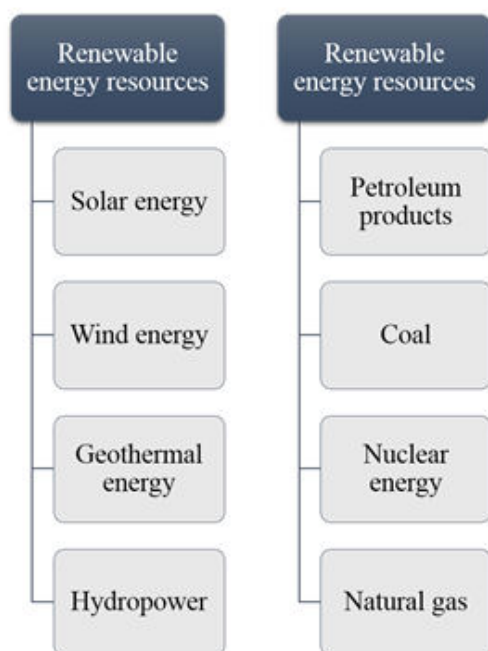 Renewable
energy resources
Solar energy
Wind energy
Geothermal
energy
Hydropower
Renewable
energy resources
Petroleum
products
Coal
Nuclear
energy
Natural gas